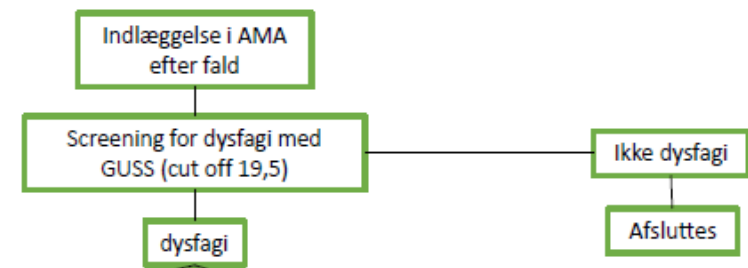 Indlæggelse i AMA
efter fald
Screening for dysfagi med
GUSS (cut off 19,5)
Ikke dysfagi
Afsluttes
dysfagi